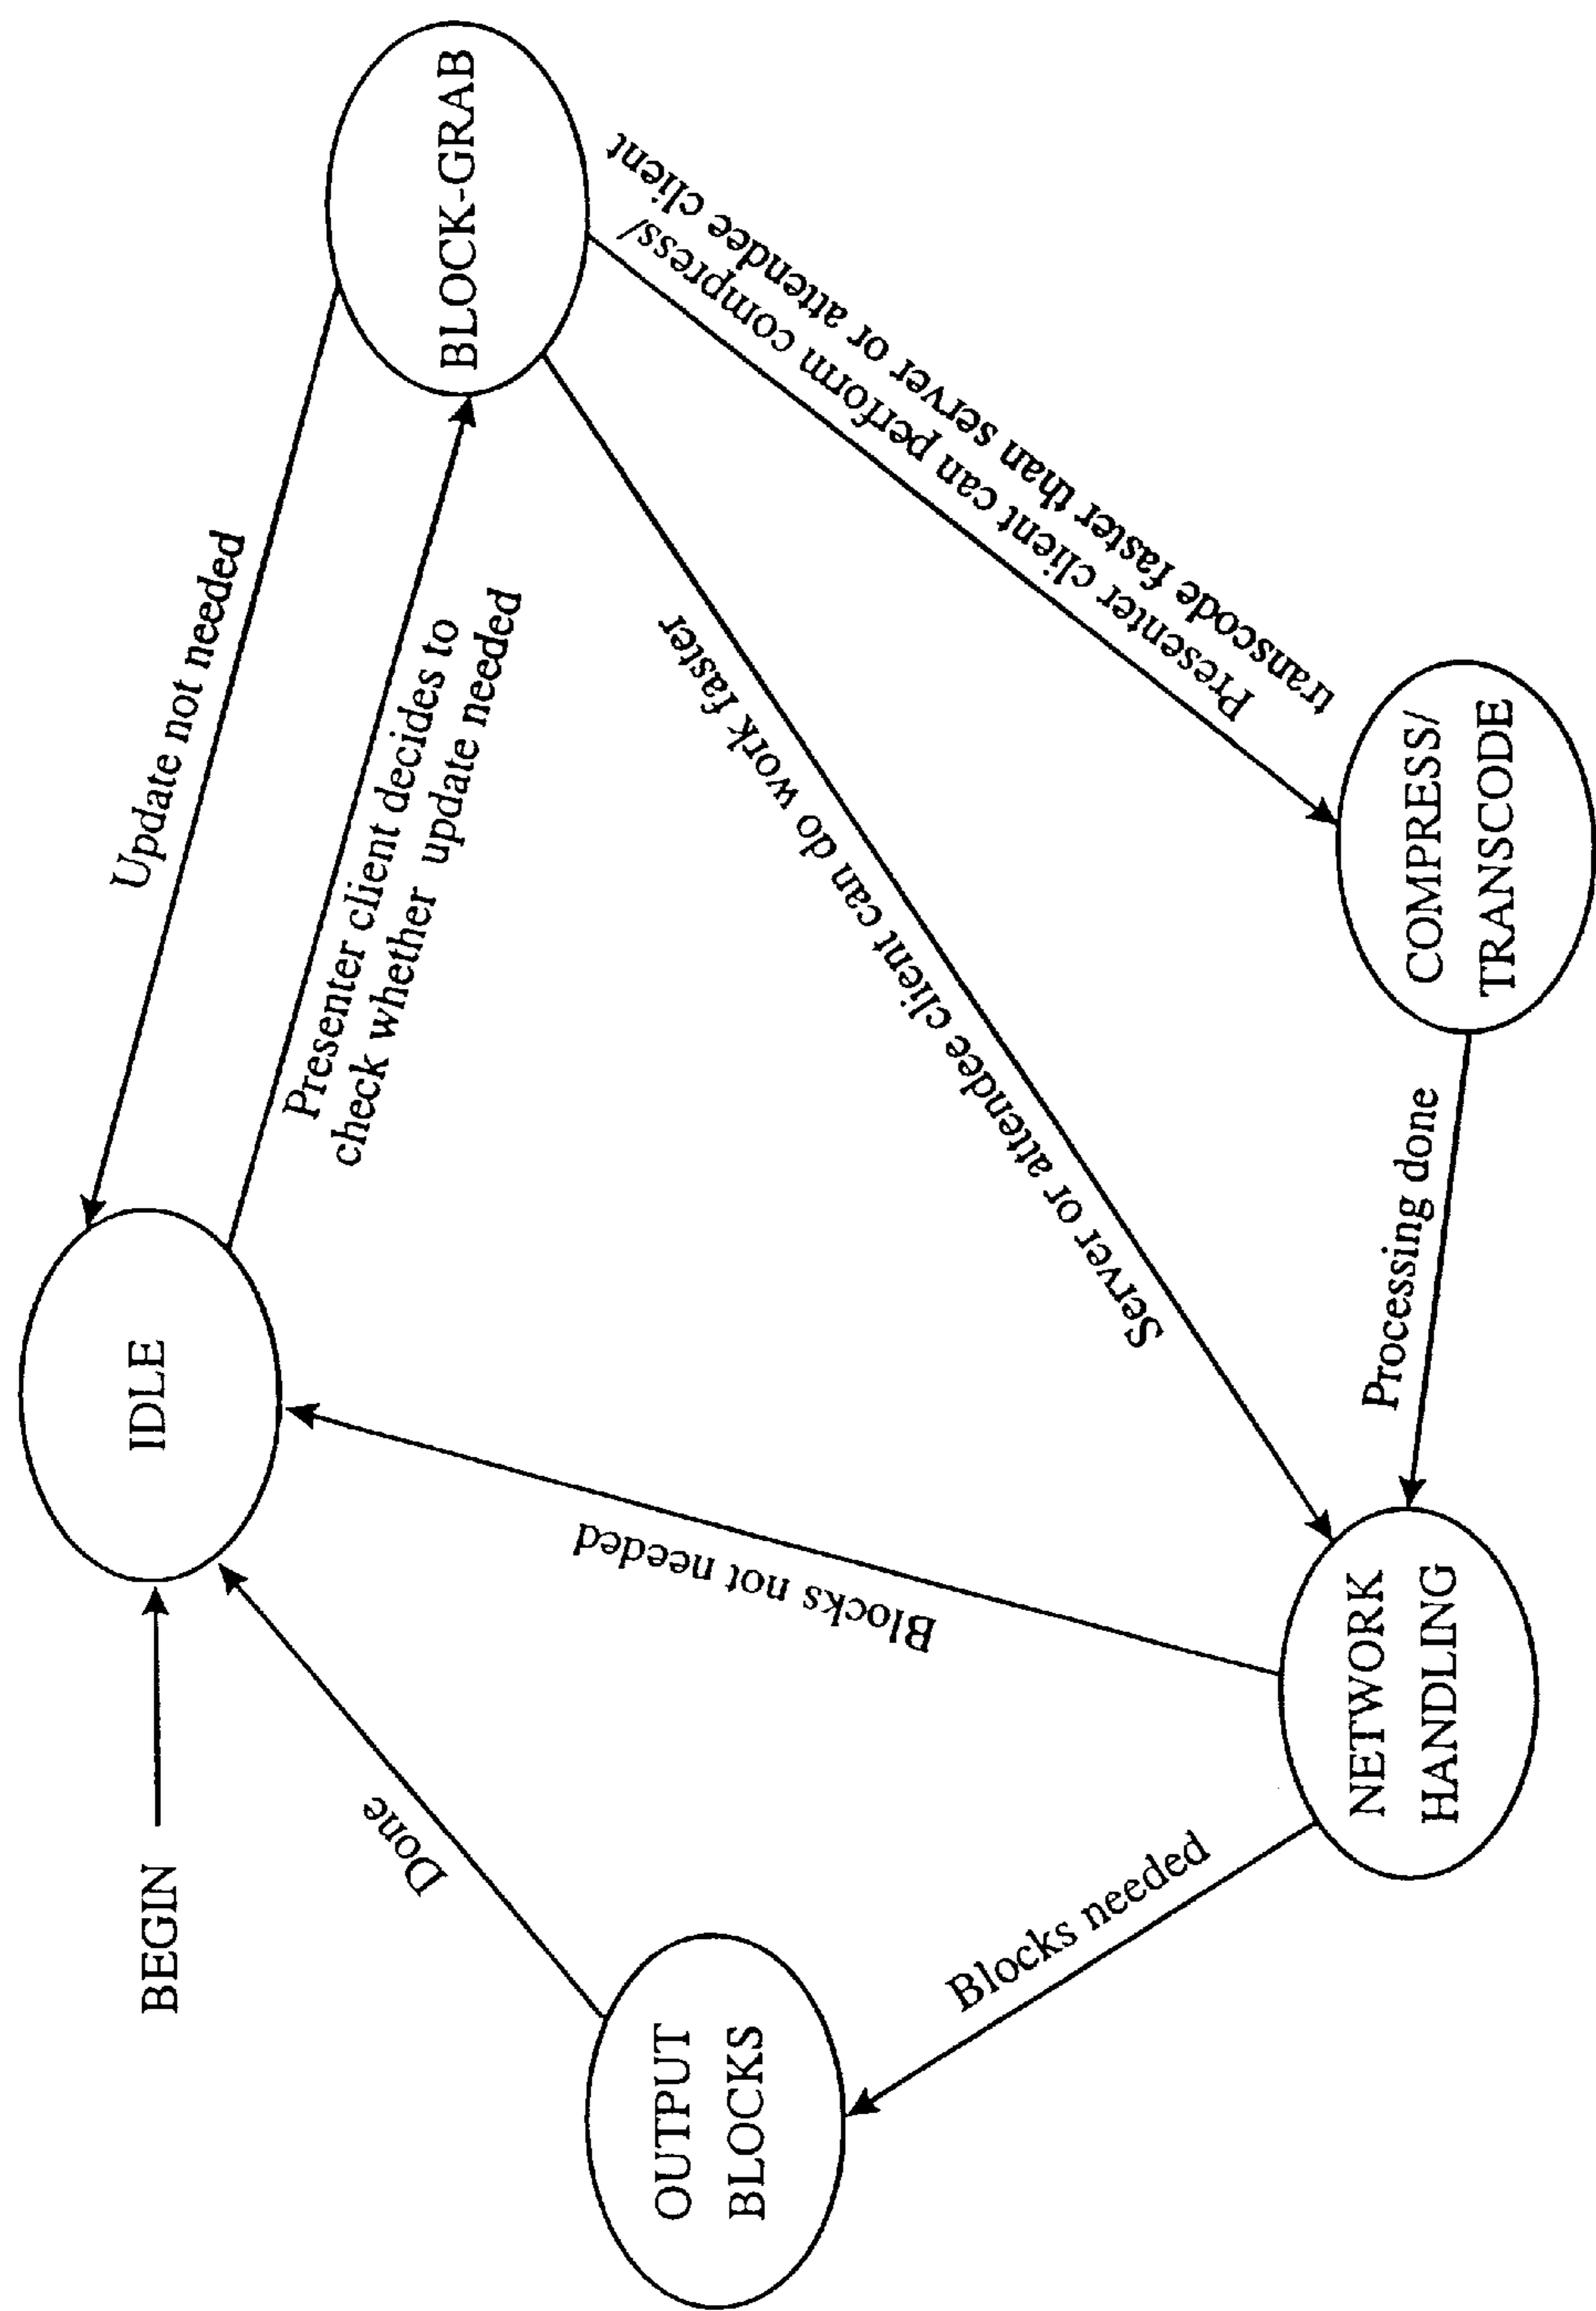 BEGIN
IDLE
Update not needed
Presenter client decides to
check whether update needed
BLOCK-GRAB
Done
Blocks not needed
Server or attendee client can do work faster
Presenter client can perform compress/
transcode faster than server or attendee client
OUTPUT
BLOCKS
Blocks needed
NETWORK
HANDLING
Processing done
COMPRESS/
TRANSCODE